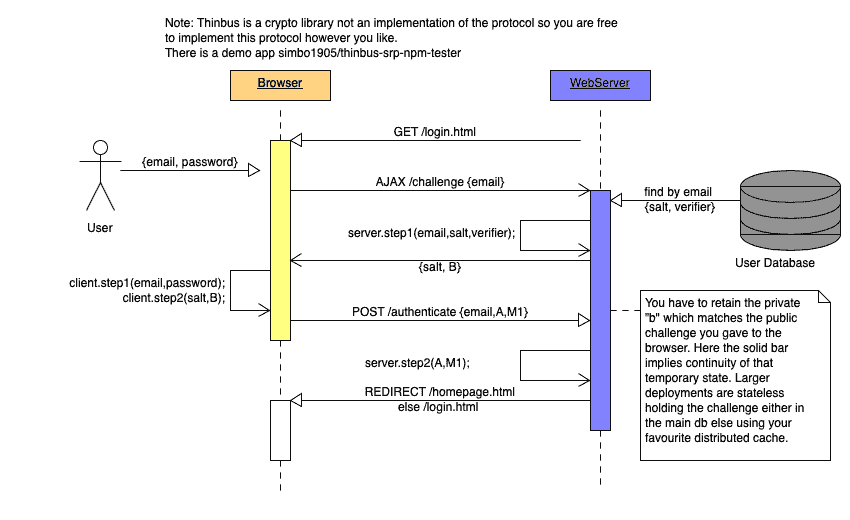 Note: Thinbus is a crypto library not an implementation of the protocol so you are free
to implement this protocol however you like.
There is a demo app simbo1905/thinbus-srp-npm-tester
Browser
WebServer
GET /login.html
{email, password}
User
AJAX /challenge {email}
find by email
{salt, verifier}
User Database
server.step1(email,salt,verifier);
{salt, B}
client.step1(email,password);
client.step2(salt,B);
POST /authenticate {email,A,M1}
You have to retain the private
"b" which matches the public
challenge you gave to the
browser. Here the solid bar
implies continuity of that
temporary state. Larger
deployments are stateless
holding the challenge either in
the main db else using your
favourite distributed cache.
server.step2(A,M1);
REDIRECT /homepage.html
else /login.html